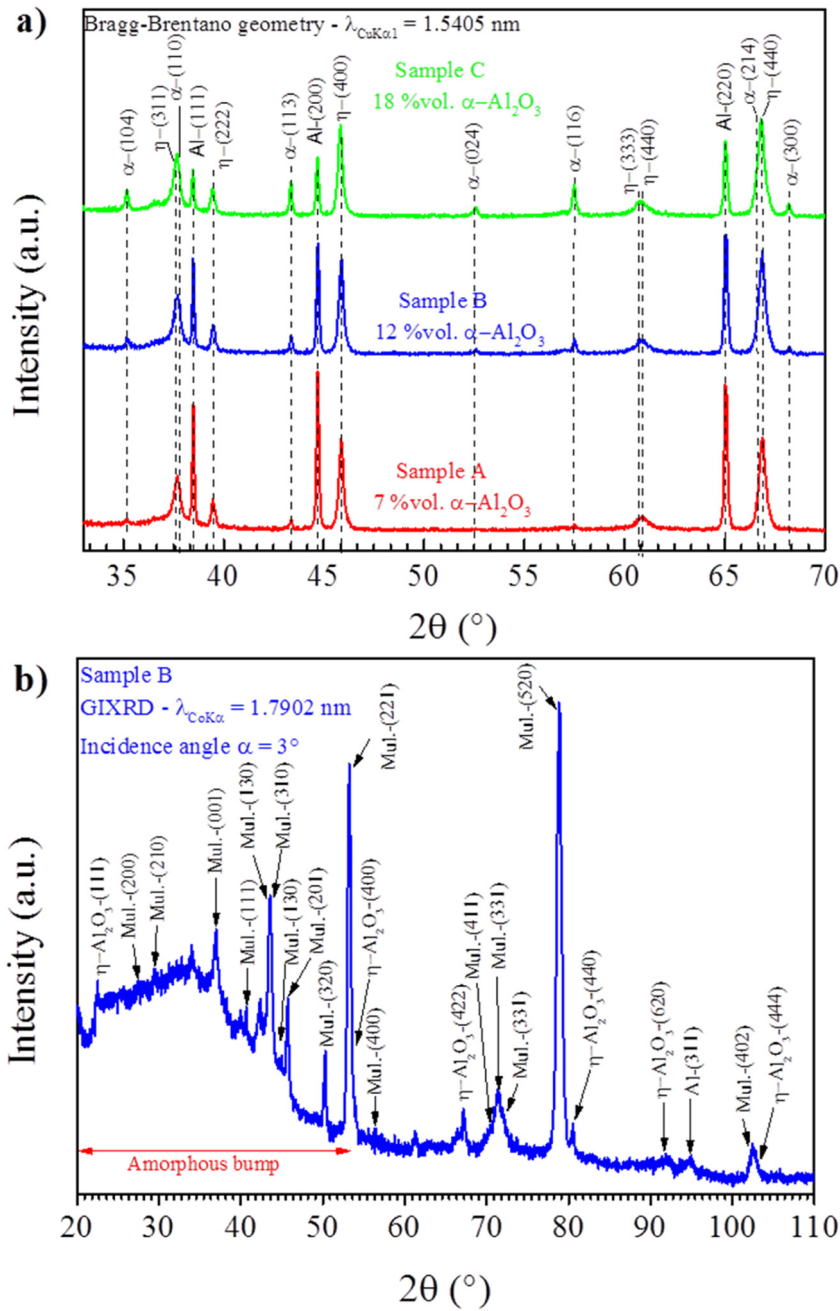 a)
Bragg-Brentano geometry - λCuKα1 = 1.5405 nm
α−(104)
η−(311)
α−(110)
Al-(111)
η−(222)
α−(113)
Al-(200)
η−(400)
α−(024)
α−(116)
η−(333)
η−(440)
Al-(220)
α−(214)
η−(440)
α−(300)
Sample C
18 %vol. α−Al2O3
Sample B
12 %vol. α−Al2O3
Sample A
7 %vol. α−Al2O3
Intensity (a.u.)
35 40 45 50 55 60 65 70
2θ (°)
b)
Sample B
GIXRD - λCoKα = 1.7902 nm
Incidence angle α = 3°
η−Al2O3-(111)
Mul.-(200)
Mul.-(210)
Mul.-(001)
Mul.-(111)
Mul.-(130)
Mul.-(310)
Mul.-(130)
Mul.-(201)
Mul.-(320)
Mul.-(221)
η−Al2O3-(400)
Mul.-(400)
η−Al2O3-(422)
Mul.-(411)
Mul.-(331)
Mul.-(331)
Mul.-(520)
η−Al2O3-(440)
η−Al2O3-(620)
Al-(311)
Mul.-(402)
η−Al2O3-(444)
Amorphous bump
Intensity (a.u.)
20 30 40 50 60 70 80 90 100 110
2θ (°)